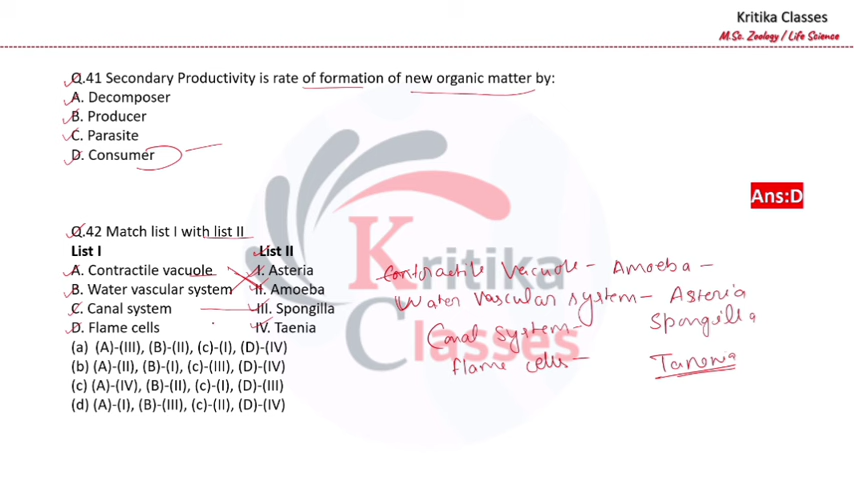 Kritika Classes
M.Sc. Zoology / Life Science
Q.41 Secondary Productivity is rate of formation of new organic matter by:
A. Decomposer
B. Producer
C. Parasite
D. Consumer
Ans:D
Q.42 Match list I with list II
List I List II
A. Contractile vacuole I. Asteria
B. Water vascular system II. Amoeba
C. Canal system III. Spongilla
D. Flame cells IV. Taenia
(a) (A)-(III), (B)-(II), (c)-(I), (D)-(IV)
(b) (A)-(II), (B)-(I), (c)-(III), (D)-(IV)
(c) (A)-(IV), (B)-(II), (c)-(I), (D)-(III)
(d) (A)-(I), (B)-(III), (c)-(II), (D)-(IV)
Contractile Vacuole - Amoeba -
Water Vascular System - Asteria
Canal System - Spongilla
flame cells -
Kritika
Classes